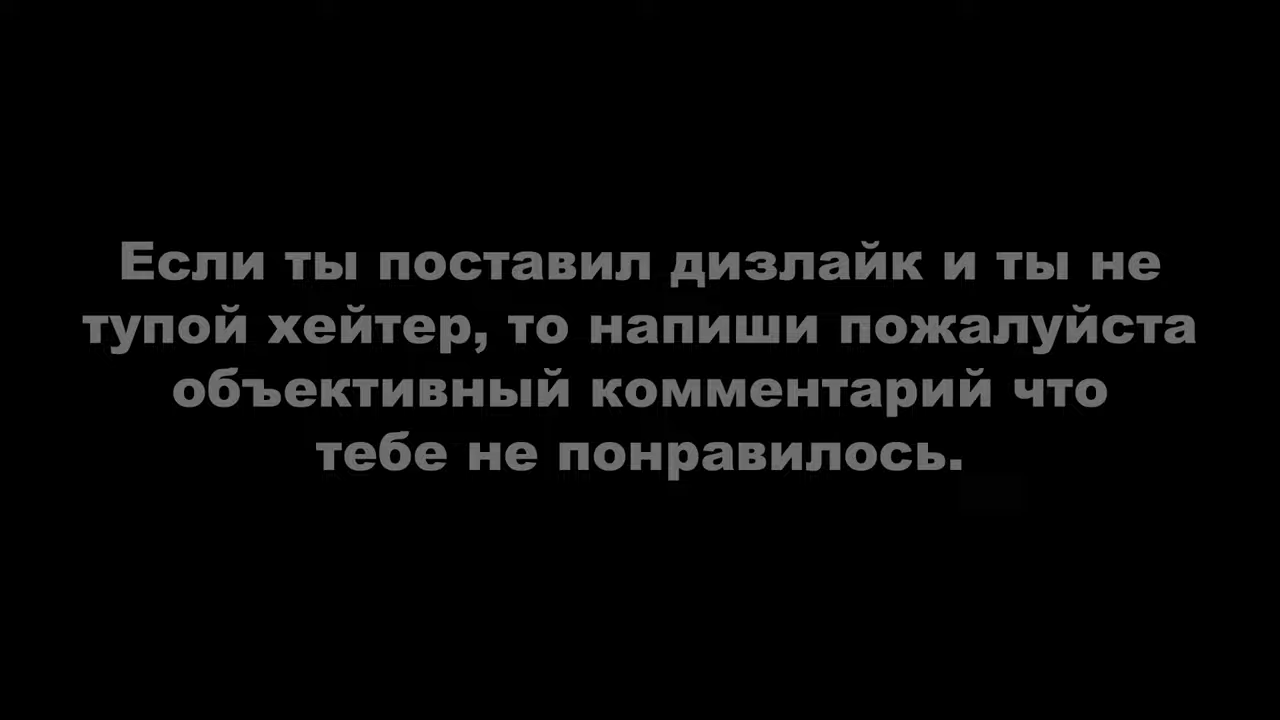 Если ты поставил дизлайк и ты не
тупой хейтер, то напиши пожалуйста
объективный комментарий что
тебе не понравилось.